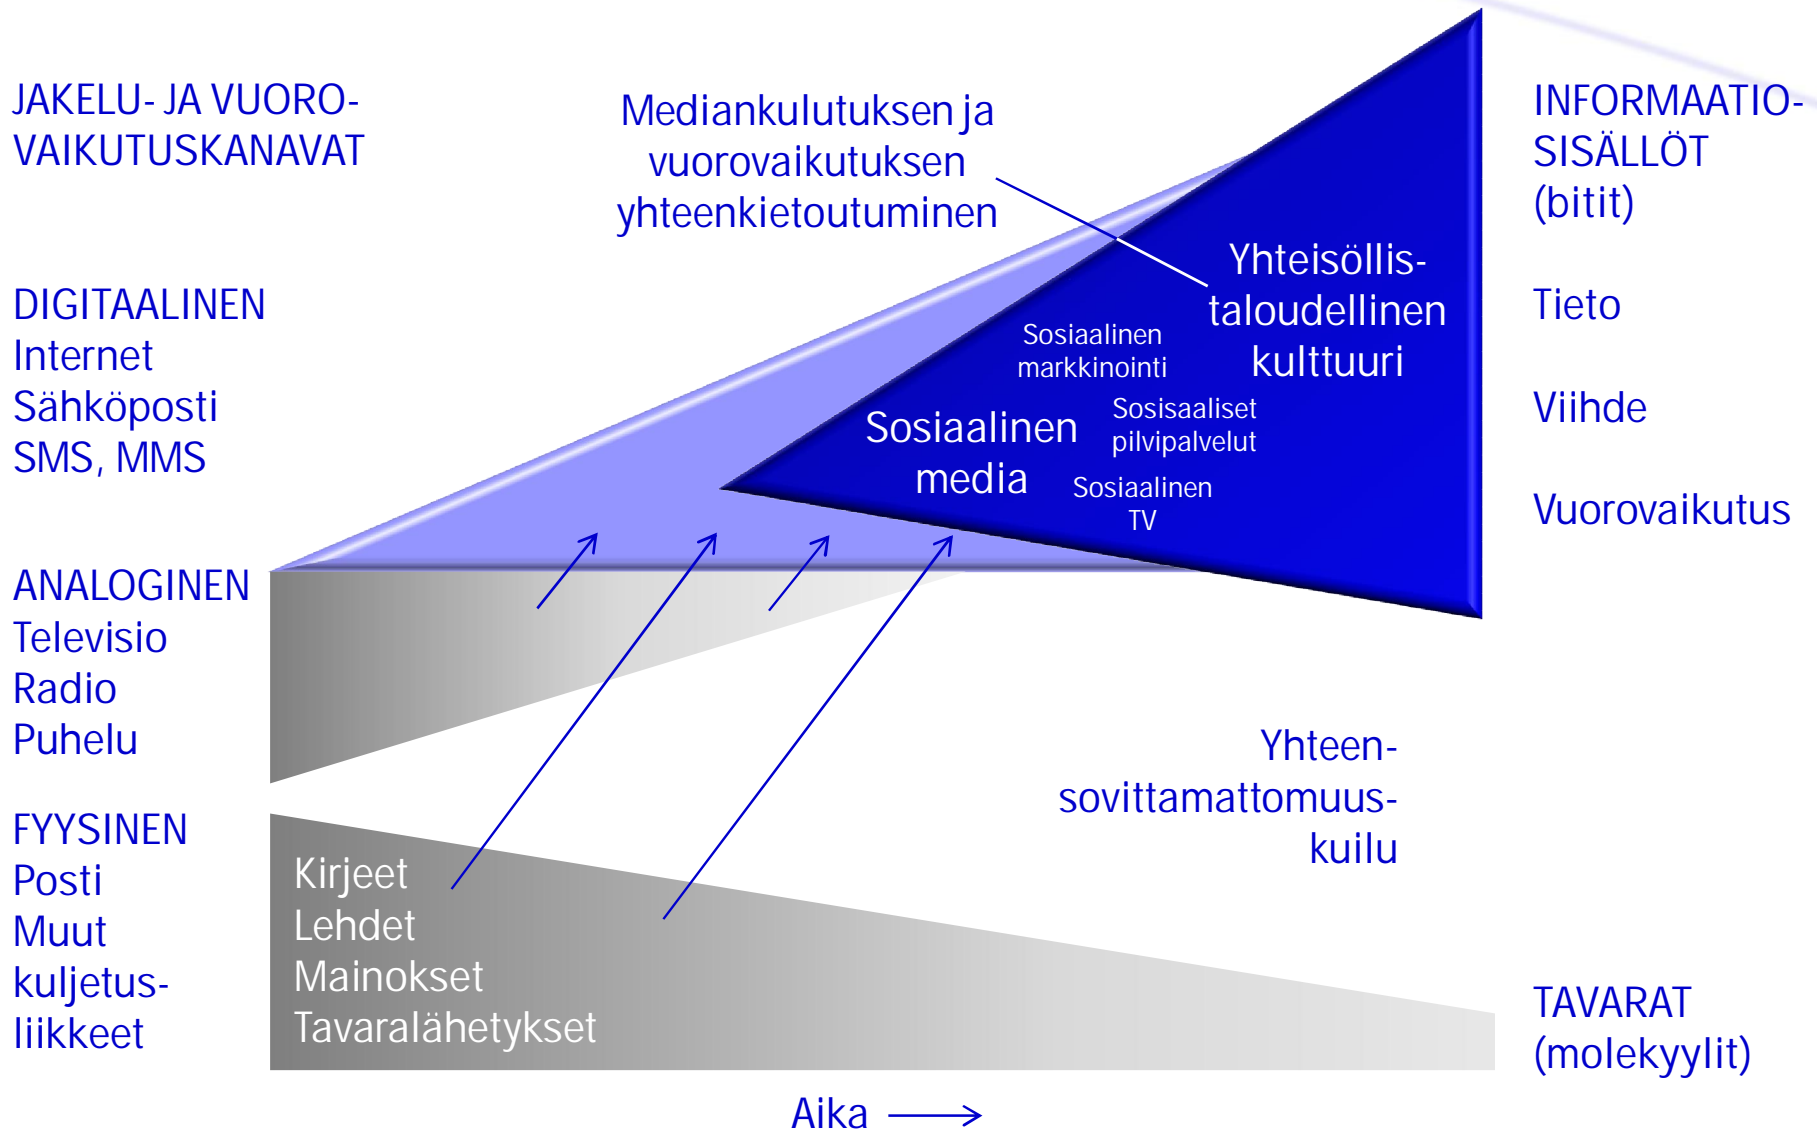 JAKELU- JA VUORO-
VAIKUTUSKANAVAT
DIGITAALINEN
Internet
Sähköposti
SMS, MMS
ANALOGINEN
Televisio
Radio
Puhelu
FYYSINEN
Posti
Muut
kuljetus-
liikkeet
Mediankulutuksen ja
vuorovaikutuksen
yhteenkietoutuminen
Yhteisöllis-
taloudellinen
kulttuuri
Sosiaalinen
markkinointi
Sosiaalinen
media
Sosisaaliset
pilvipalvelut
Sosiaalinen
TV
Yhteen-
sovittamattomuus-
kuilu
Kirjeet
Lehdet
Mainokset
Tavaralähetykset
Aika
INFORMAATIO-
SISÄLLÖT
(bitit)
Tieto
Viihde
Vuorovaikutus
TAVARAT
(molekyylit)